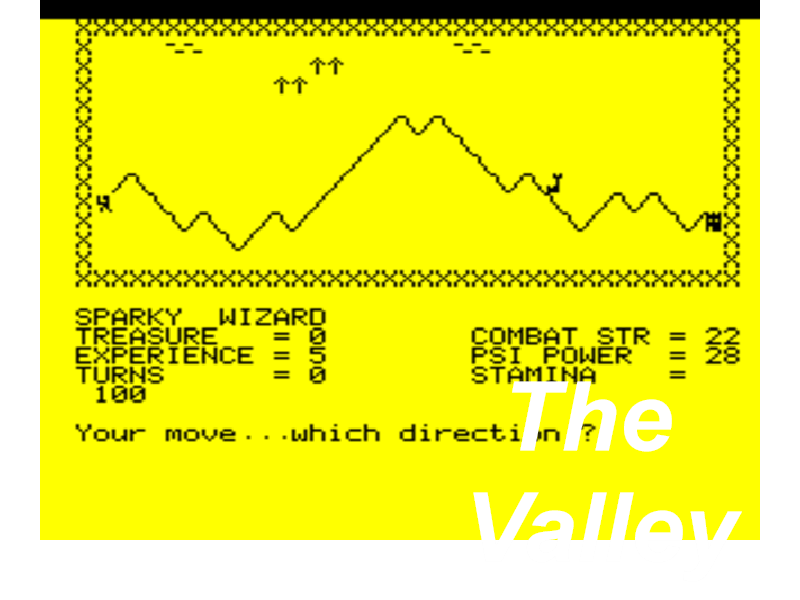 SPARKY WIZARD
TREASURE = 0 COMBAT STR = 22
EXPERIENCE = 5 PSI POWER = 28
TURNS = 0 STAMINA =
100
Your move...which direction ?
The
Valley